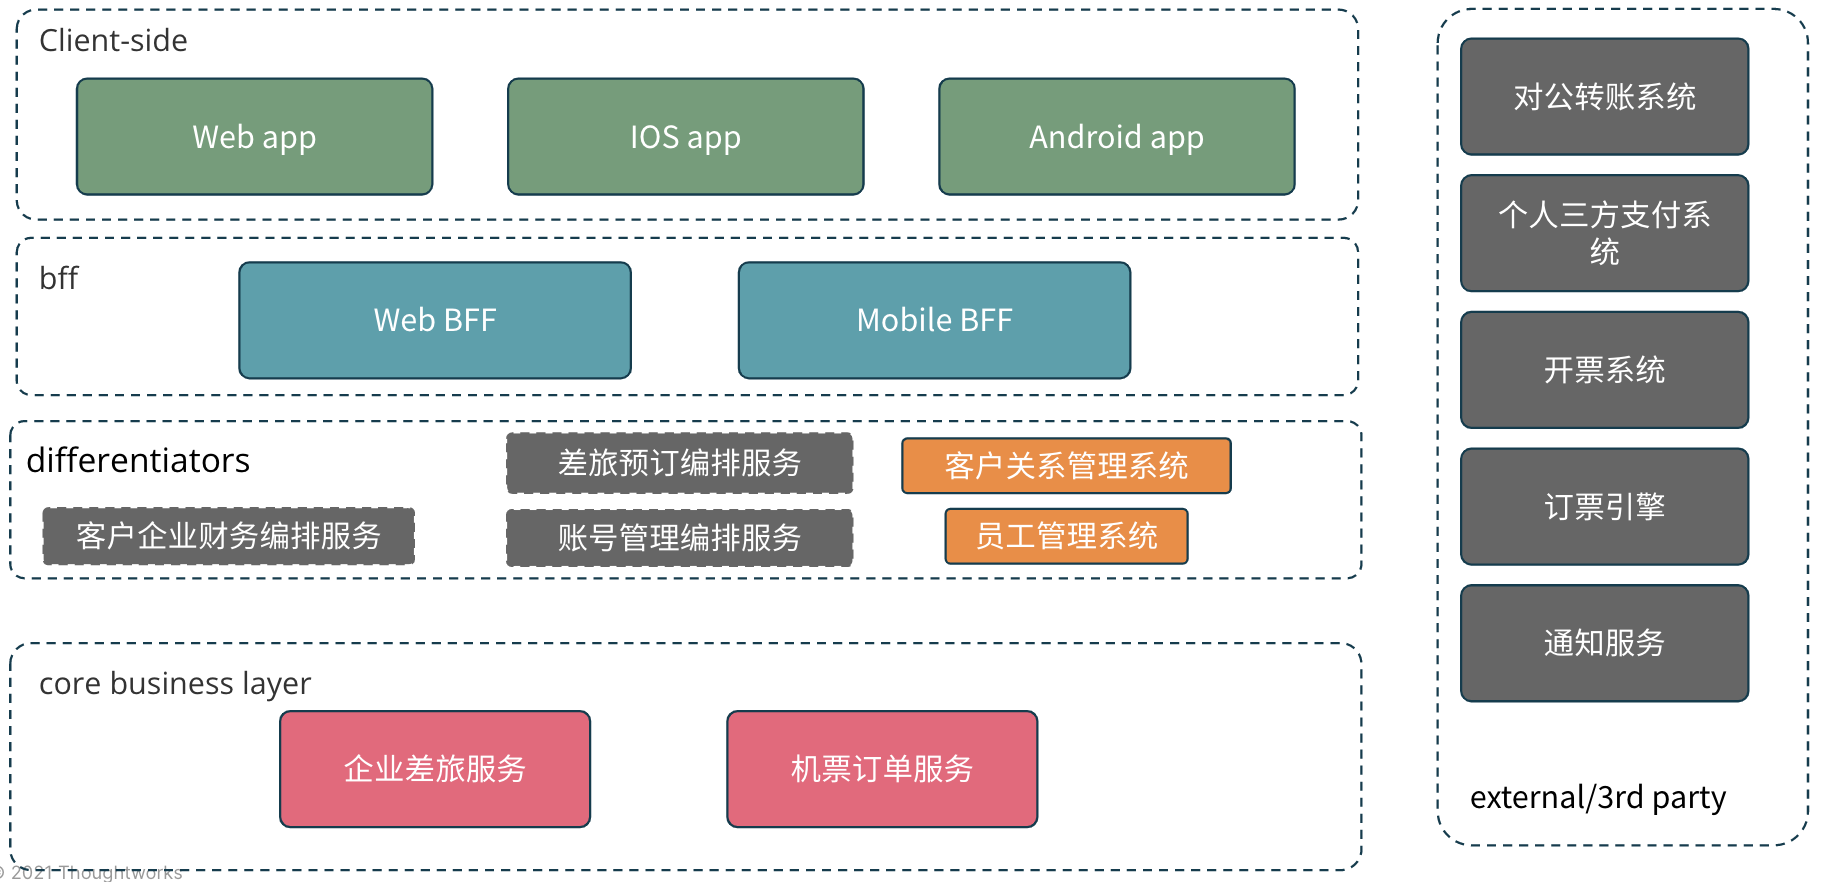 Client-side
Web app
IOS app
Android app
bff
Web BFF
Mobile BFF
differentiators
差旅预订编排服务
客户关系管理系统
客户企业财务编排服务
账号管理编排服务
员工管理系统
core business layer
企业差旅服务
机票订单服务
© 2021 Thoughtworks
对公转账系统
个人三方支付系
统
开票系统
订票引擎
通知服务
external/3rd party